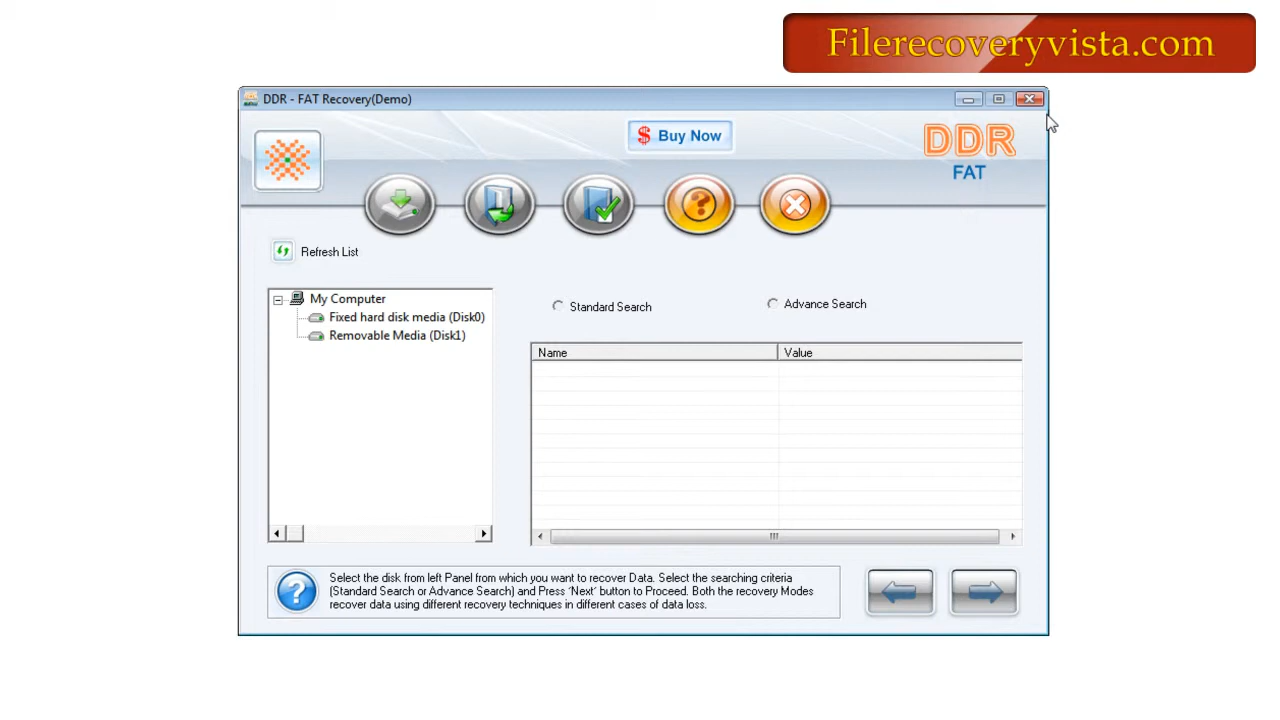 Filerecoveryvista.com
DDR - FAT Recovery(Demo)
$ Buy Now
DDR
FAT
Refresh List
My Computer
Fixed hard disk media (Disk0)
Removable Media (Disk1)
Standard Search
Advance Search
Name Value
Select the disk from left Panel from which you want to recover Data. Select the searching criteria
(Standard Search or Advance Search) and Press 'Next' button to Proceed. Both the recovery Modes
recover data using different recovery techniques in different cases of data loss.